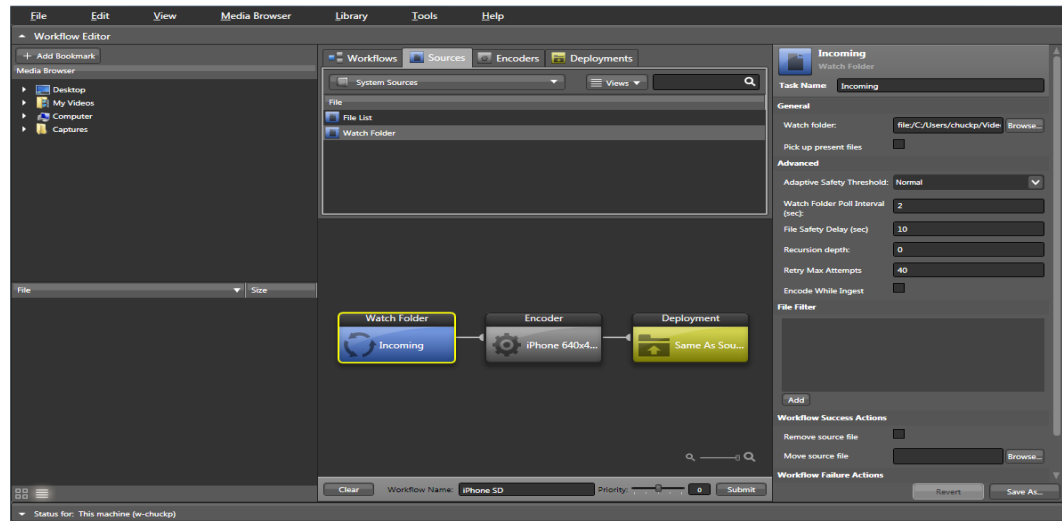 File Edit View Media Browser Library Tools Help
Workflow Editor
+ Add Bookmark
Media Browser
Desktop
My Videos
Computer
Captures
File Size
Workflows Sources Encoders Deployments
System Sources Views
File
File List
Watch Folder
Watch Folder
Incoming
Encoder
iPhone 640x4...
Deployment
Same As Sou...
Clear Workflow Name: iPhone SD Priority: 0 Submit
Incoming
Watch Folder
Task Name Incoming
General
Watch folder: file:/C:/Users/chuckp/Vide Browse...
Pick up present files
Advanced
Adaptive Safety Threshold: Normal
Watch Folder Poll Interval (sec): 2
File Safety Delay (sec) 10
Recursion depth: 0
Retry Max Attempts 40
Encode While Ingest
File Filter
Add
Workflow Success Actions
Remove source file
Move source file Browse...
Workflow Failure Actions
Revert Save As...
Status for: This machine (w-chuckp)